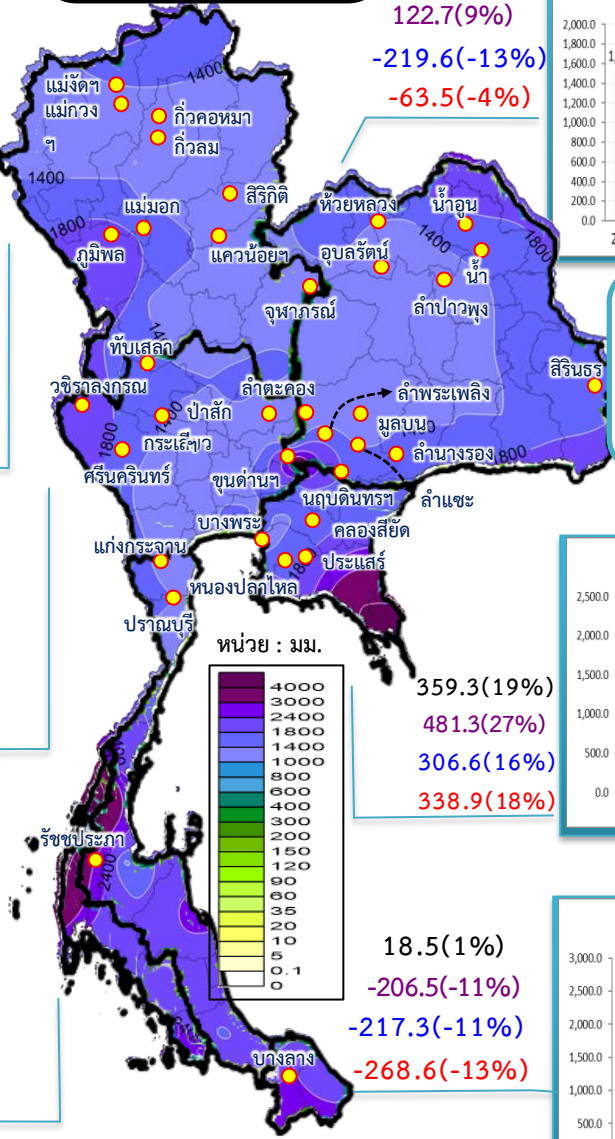 122.7(9%)
-219.6(-13%)
-63.5(-4%)
2,000.0
1,800.0
1,600.0
1,400.0
1,200.0
1,000.0
800.0
600.0
400.0
200.0
0.0
1400
แม่งัดฯ
แม่กวง
ฯ
กิ่วคอหมา
กิ่วลม
1400
สิริกิติ์
แม่มอก
1800
ภูมิพล
แควน้อยฯ
ห้วยหลวง
น้ำอูน
1400
1800
อุบลรัตน์
น้ำ
พุง
ลำปาว
จุฬาภรณ์
ทับเสลา
สิรินธร
วชิราลงกรณ
ลำตะคอง
ลำพระเพลิง
ป่าสัก
มูลบน
1800
กระเสียว
ลำนางรอง
800
ศรีนครินทร์
ขุนด่านฯ
นฤบดินทรฯ
ลำแซะ
บางพระ
คลองสียัด
แก่งกระจาน
ประแสร์
หนองปลาไหล
ปราณบุรี
หน่วย : มม.
4000
3000
2400
1800
1400
1000
800
600
400
300
200
150
120
90
60
35
20
10
5
0.1
0
359.3(19%)
481.3(27%)
306.6(16%)
338.9(18%)
2,500.0
2,000.0
1,500.0
1,000.0
500.0
0.0
รัชชประภา
2400
18.5(1%)
-206.5(-11%)
-217.3(-11%)
-268.6(-13%)
บางลาง
3,000.0
2,500.0
2,000.0
1,500.0
1,000.0
500.0